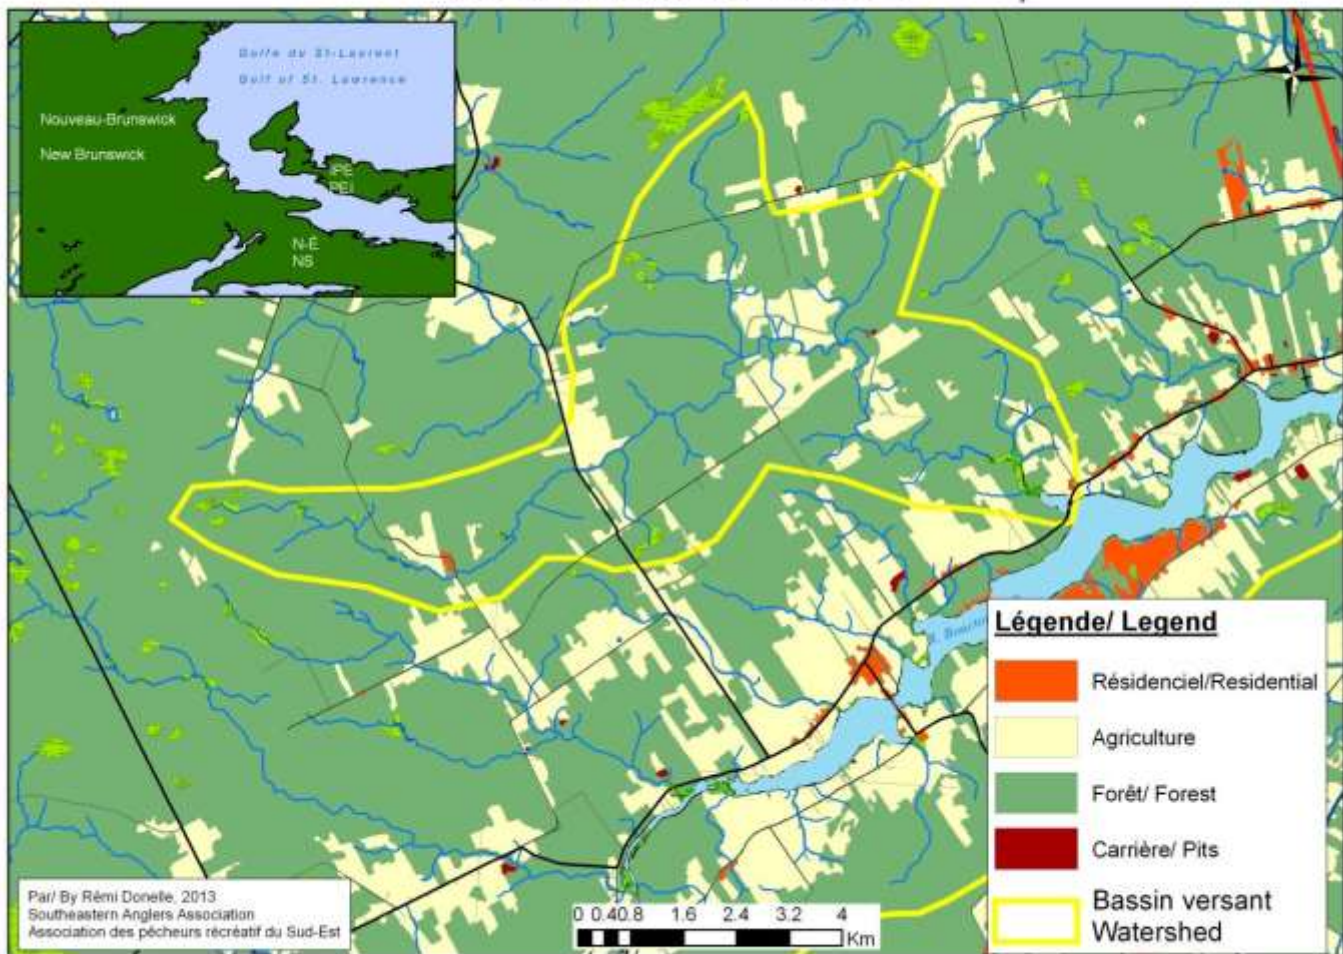 Golfe du St-Laurent
Gulf of St. Lawrence
Nouveau-Brunswick
New Brunswick
IPE
PEI
N-É
NS
Légende/ Legend
Résidenciel/Residential
Agriculture
Forêt/ Forest
Carrière/ Pits
Bassin versant
Watershed
Par/ By Rémi Donelle, 2013
Southeastern Anglers Association
Association des pêcheurs récréatif du Sud-Est
0 0.40.8 1.6 2.4 3.2 4
Km